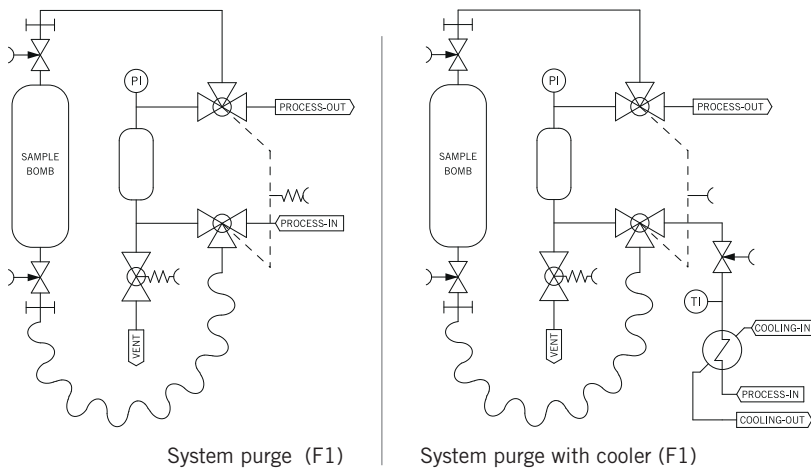 PI
PROCESS-OUT
SAMPLE
BOMB
PROCESS-IN
VENT
System purge (F1)
PI
PROCESS-OUT
SAMPLE
BOMB
TI
COOLING-IN
VENT
PROCESS-IN
COOLING-OUT
System purge with cooler (F1)